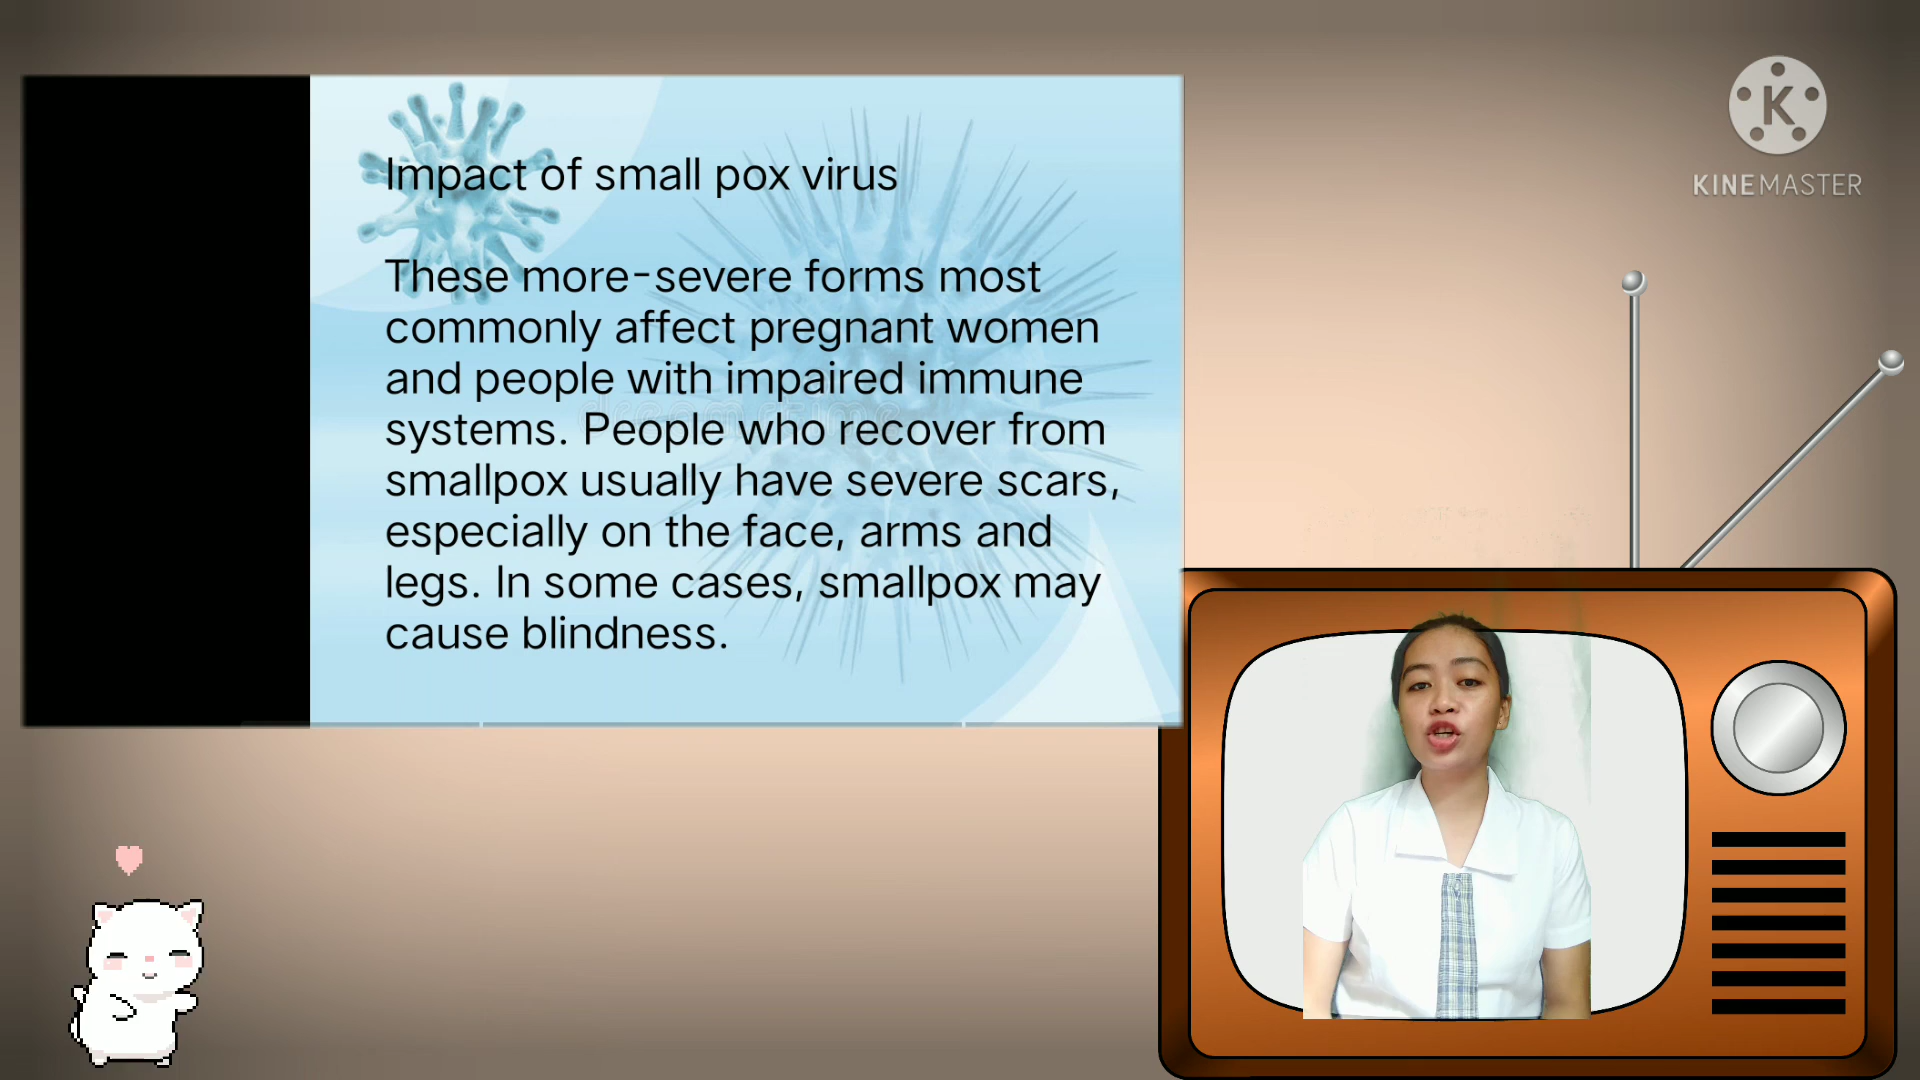 Impact of small pox virus
These more-severe forms most
commonly affect pregnant women
and people with impaired immune
systems. People who recover from
smallpox usually have severe scars,
especially on the face, arms and
legs. In some cases, smallpox may
cause blindness.
K
KINEMASTER
dreamstime